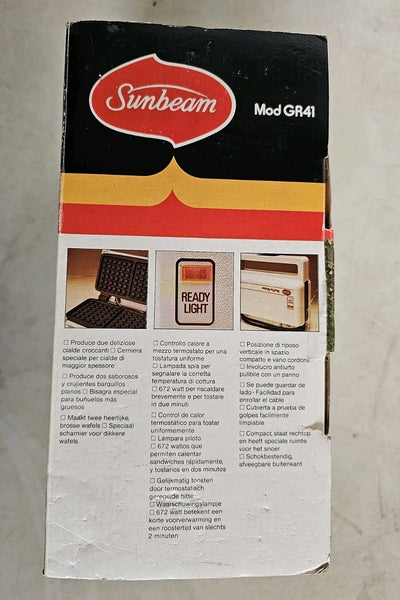 Sunbeam
Mod GR41
READY
LIGHT
□ Produce due deliziose
cialde croccanti □ Cerniera
speciale per cialde di
maggior spessore
□ Produce dos saborosos
y crujientes barquillos
planos □ Bisagra especial
para buñuelos más
gruesos
□ Maakt twee heerlijke,
brosse wafels □ Speciaal
scharnier voor dikkere
wafels
□ Controllo calore a
mezzo termostato per una
tostatura uniforme
□ Lampada spia per
segnalare la corretta
temperatura di cottura
□ 672 watt per riscaldare
brevemente e per tostare
in due minuti
□ Control de calor
termostático para tostar
uniformemente
□ Lámpara piloto
□ 672 watios que
permiten calentar
sandwiches rápidamente,
y tostanos en dos minutos
□ Gelijkmatig tonsten
door termostatisch
geregelde hitte
□ Waarschuwingslampje
□ 672 watt betekent een
korte voorverwarming en
een roostertijd van slechts
2 minuten
□ Posizione di riposo
verticale in spazio
compatto e vano cordone
□ Involucro antiurto
pulibile con un panno
□ Se puede guardar de
lado - Facilidad para
enrollar el cable
□ Cubierta a prueba de
golpes facilmente
limpiable
□ Compact, staat rechtop
en heeft speciale ruimte
voor het snoer
□ Schokbestendig,
afveegbare buitenkant